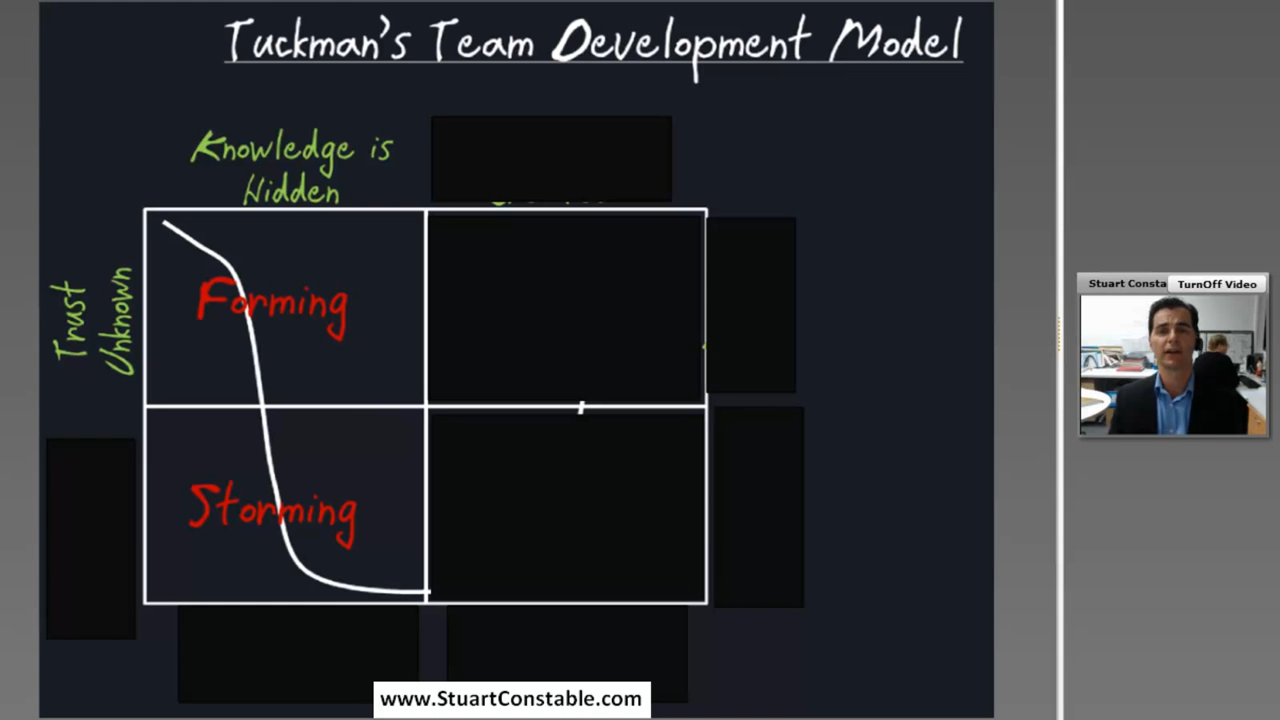 Tuckman's Team Development Model
Knowledge is
Hidden
Trust
Unknown
Forming
Storming
Stuart Consta
TurnOff Video
www.StuartConstable.com